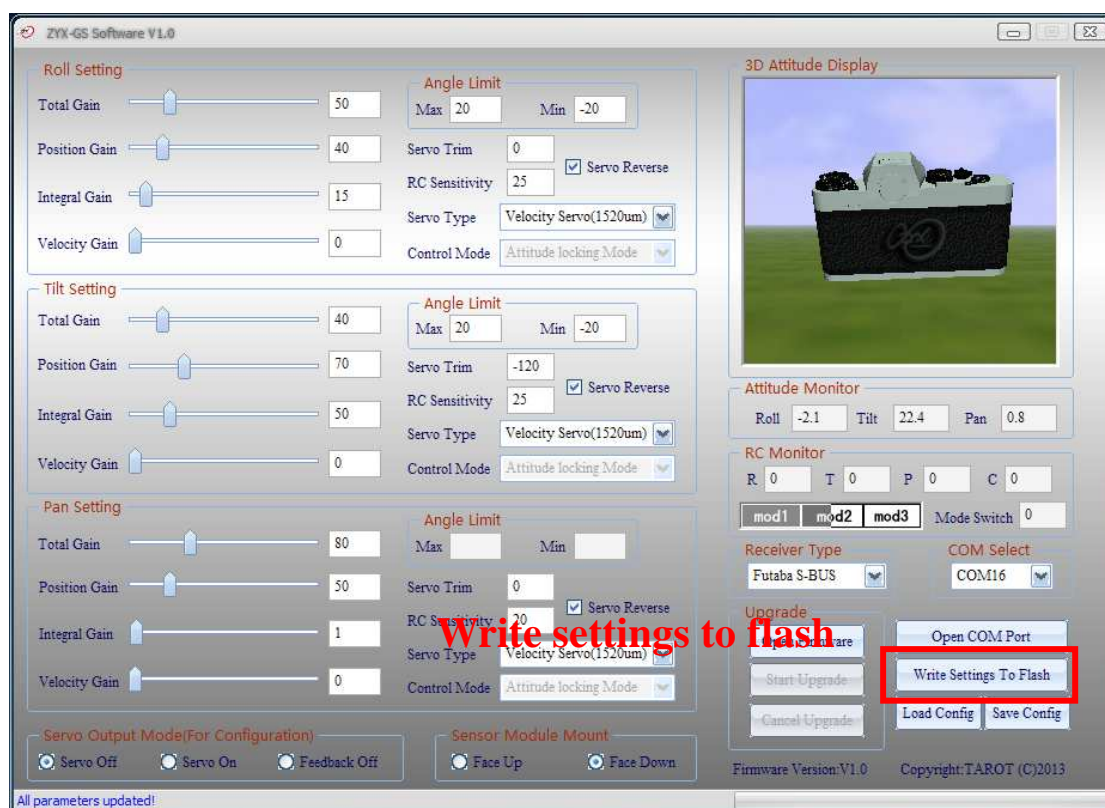 ZYX-GS Software V1.0
Roll Setting
Total Gain 50
Position Gain 40
Integral Gain 15
Velocity Gain 0
Angle Limit
Max 20 Min -20
Servo Trim 0
Servo Reverse
RC Sensitivity 25
Servo Type Velocity Servo(1520um)
Control Mode Attitude locking Mode
Tilt Setting
Total Gain 40
Position Gain 70
Integral Gain 50
Velocity Gain 0
Angle Limit
Max 20 Min -20
Servo Trim -120
Servo Reverse
RC Sensitivity 25
Servo Type Velocity Servo(1520um)
Control Mode Attitude locking Mode
Pan Setting
Total Gain 80
Position Gain 50
Integral Gain 1
Velocity Gain 0
Angle Limit
Max Min
Servo Trim 0
Servo Reverse
RC Sensitivity 20
Servo Type Velocity Servo(1520um)
Control Mode Attitude locking Mode
Write settings to flash
Servo Output Mode(For Configuration)
Servo Off Servo On Feedback Off
Sensor Module Mount
Face Up Face Down
3D Attitude Display
ZYX
Attitude Monitor
Roll -2.1 Tilt 22.4 Pan 0.8
RC Monitor
R 0 T 0 P 0 C 0
mod1 mod2 mod3 Mode Switch 0
Receiver Type
Futaba S-BUS
COM Select
COM16
Upgrade
Open Firmware
Start Upgrade
Cancel Upgrade
Open COM Port
Write Settings To Flash
Load Config Save Config
Firmware Version:V1.0 Copyright:TAROT (C)2013
All parameters updated!